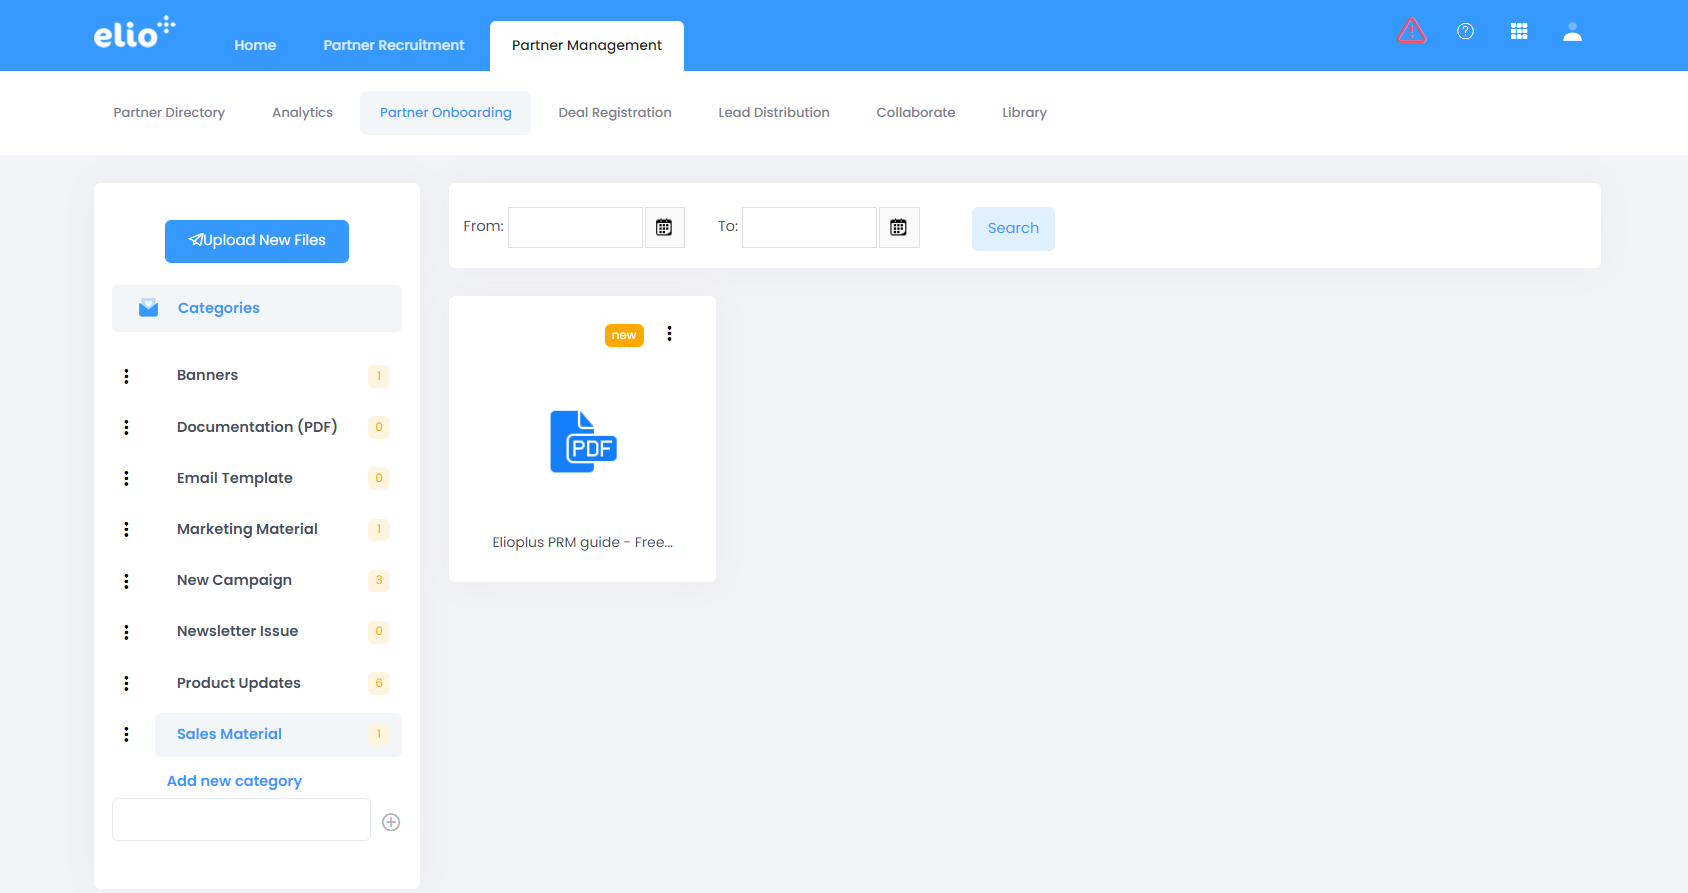 elio
Home
Partner Recruitment
Partner Management
Partner Directory
Analytics
Partner Onboarding
Deal Registration
Lead Distribution
Collaborate
Library
Upload New Files
Categories
Banners 1
Documentation (PDF) 0
Email Template 0
Marketing Material 1
New Campaign 3
Newsletter Issue 0
Product Updates 6
Sales Material 1
Add new category
From:
To:
Search
new
PDF
Elioplus PRM guide - Free...